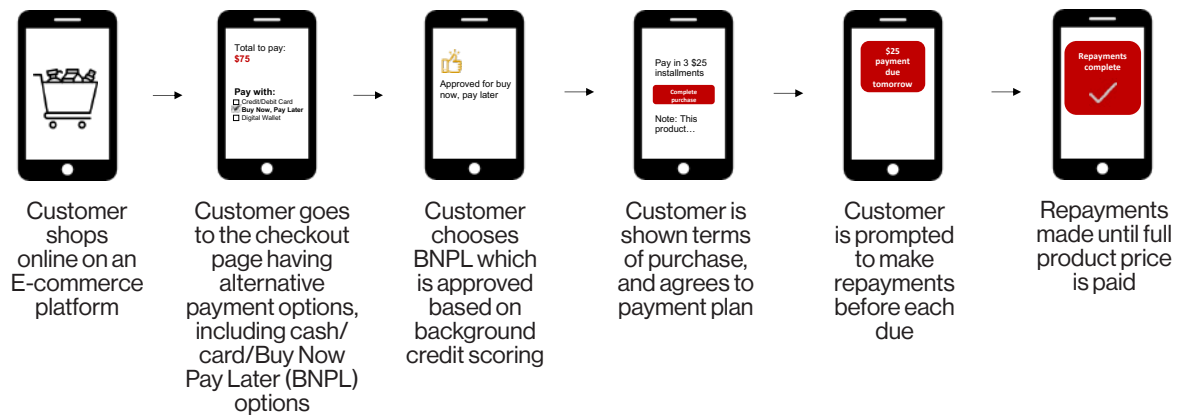 Total to pay:
$75
Pay with:
Credit/Debit Card
Buy Now, Pay Later
Digital Wallet
Approved for buy
now, pay later
Pay in 3 $25
installments
Complete
purchase
Note: This
product…
$25
payment
due
tomorrow
Repayments
complete
Customer
shops
online on an
E-commerce
platform
Customer goes
to the checkout
page having
alternative
payment options,
including cash/
card/Buy Now
Pay Later (BNPL)
options
Customer
chooses
BNPL which
is approved
based on
background
credit scoring
Customer is
shown terms
of purchase,
and agrees to
payment plan
Customer
is prompted
to make
repayments
before each
due
Repayments
made until full
product price
is paid